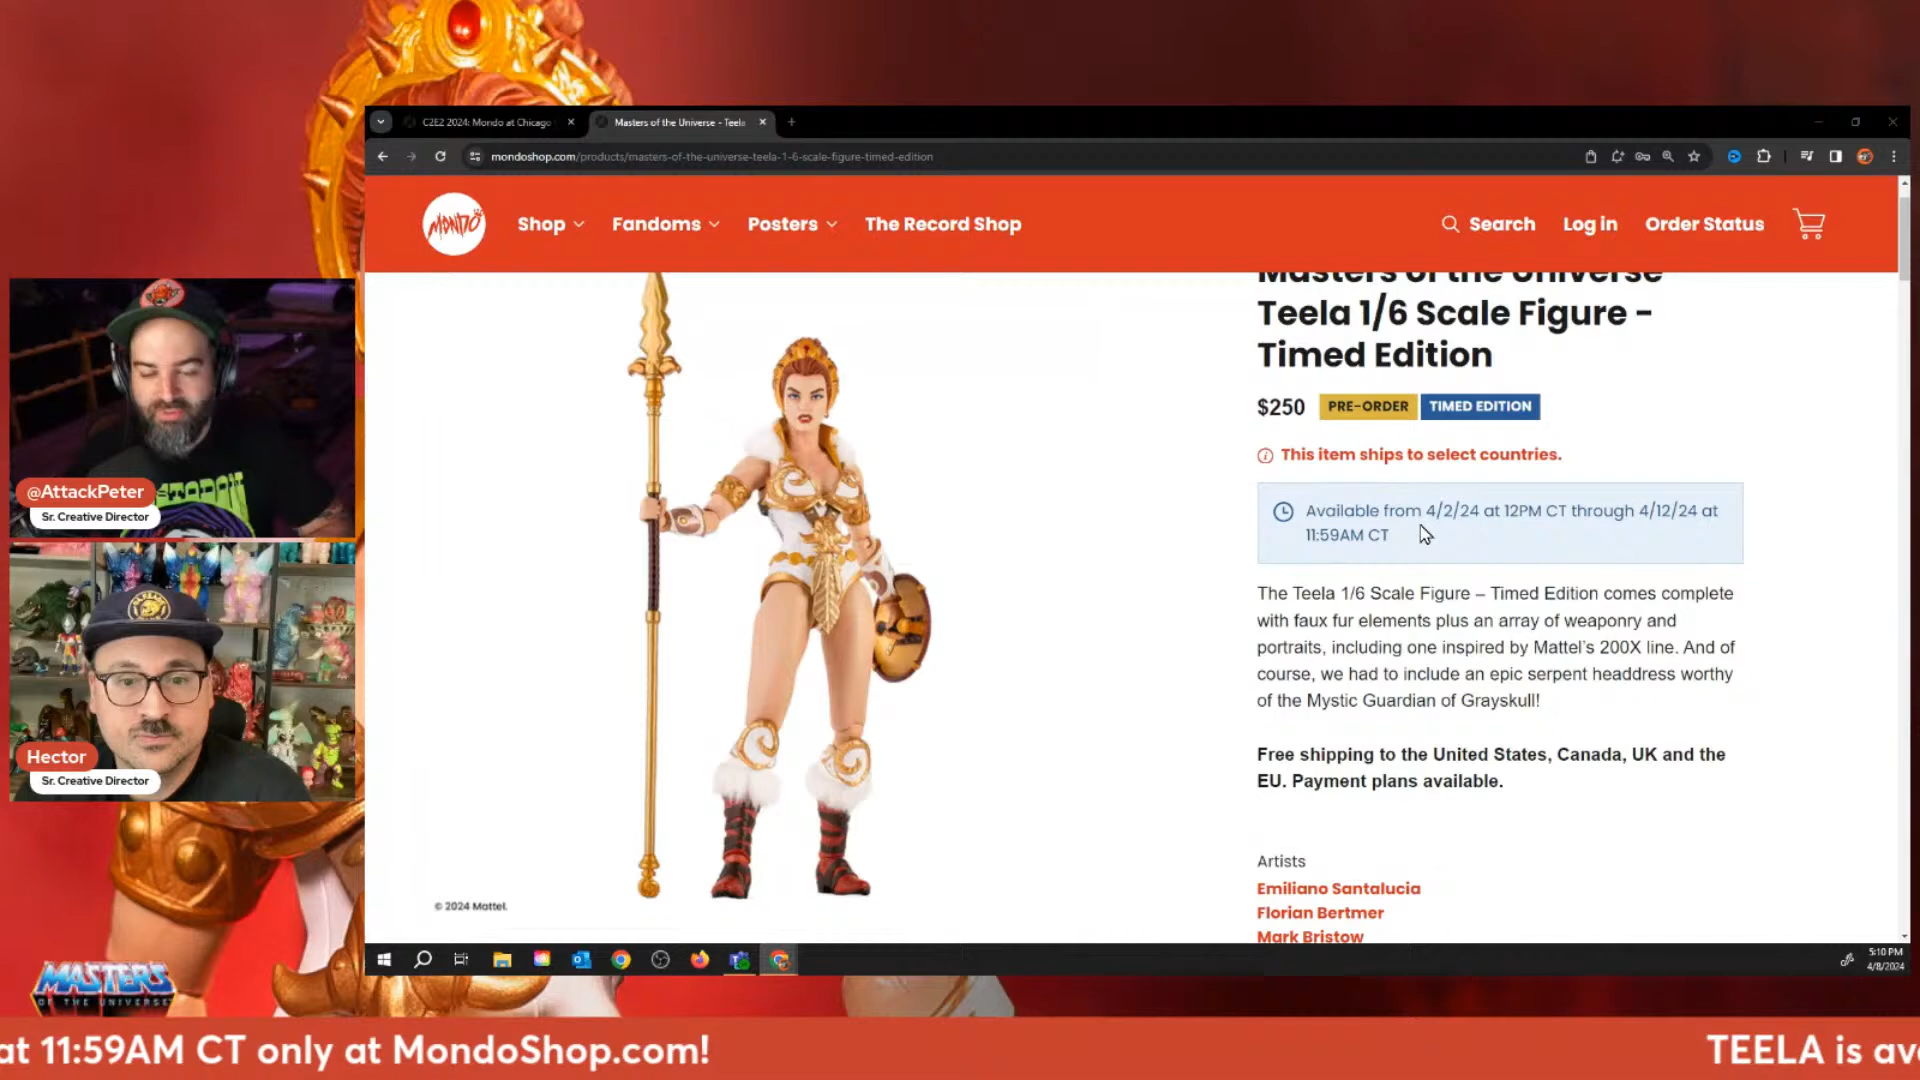 C2E2 2024: Mondo at Chicago
Masters of the Universe - Teela
mondoshop.com/products/masters-of-the-universe-teela-1-6-scale-figure-timed-edition
MONDO
Shop
Fandoms
Posters
The Record Shop
Search
Log in
Order Status
Masters of the Universe
Teela 1/6 Scale Figure -
Timed Edition
$250
PRE-ORDER
TIMED EDITION
This item ships to select countries.
Available from 4/2/24 at 12PM CT through 4/12/24 at
11:59AM CT
The Teela 1/6 Scale Figure – Timed Edition comes complete
with faux fur elements plus an array of weaponry and
portraits, including one inspired by Mattel's 200X line. And of
course, we had to include an epic serpent headdress worthy
of the Mystic Guardian of Grayskull!
Free shipping to the United States, Canada, UK and the
EU. Payment plans available.
Artists
Emiliano Santalucia
Florian Bertmer
Mark Bristow
© 2024 Mattel.
@AttackPeter
Sr. Creative Director
Hector
Sr. Creative Director
5:10 PM
4/8/2024
MASTERS
OF THE UNIVERSE
at 11:59AM CT only at MondoShop.com!
TEELA is av